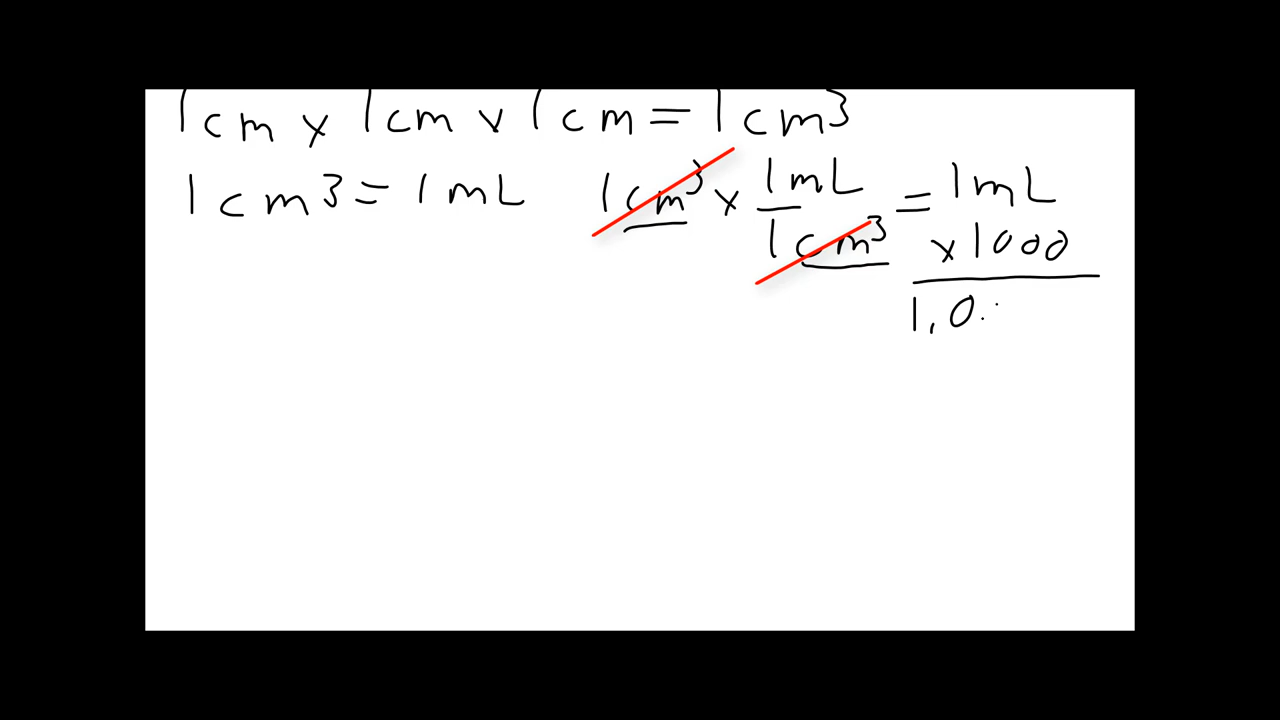 1cm x 1cm x 1cm = 1cm3
1cm3 = 1mL 1cm3 x 1mL = 1mL
1cm3 x1000
1,0